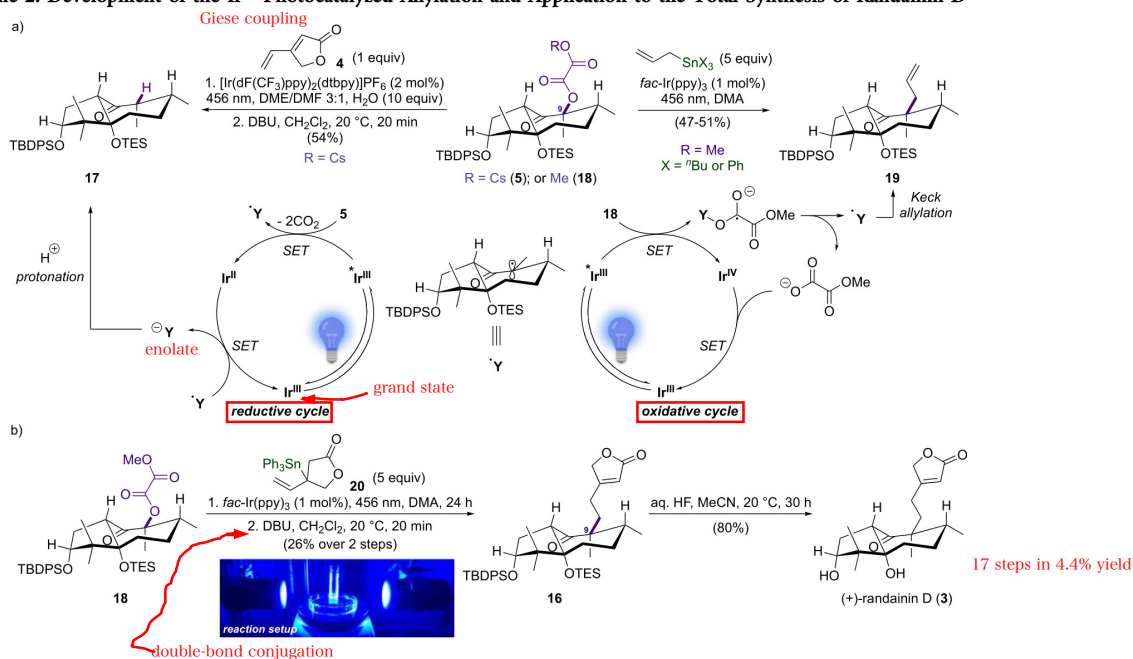 Development of the Ir Photocatalysed Allylation and Application to the Total Synthesis of Randainin D
Giese coupling
a)
4 (1 equiv)
1. [Ir(dF(CF3)ppy)2(dtbpy)]PF6 (2 mol%)
456 nm, DME/DMF 3:1, H2O (10 equiv)
2. DBU, CH2Cl2, 20 °C, 20 min
(54%)
R = Cs
H
H
H
O
H
TBDPSO
OTES
17
RO
O
O
O
9
H
H
O
H
TBDPSO
OTES
R = Cs (5); or Me (18)
SnX3 (5 equiv)
fac-Ir(ppy)3 (1 mol%)
456 nm, DMA
(47-51%)
R = Me
X = nBu or Ph
H
H
O
H
TBDPSO
OTES
19
Keck
allylation
H⊕
protonation
⊖Y
enolate
•Y
- 2CO2
5
SET
IrII
*IrIII
SET
•Y
IrIII
grand state
reductive cycle
H
H
O
H
TBDPSO
OTES
•Y
18
SET
*IrIII
IrIV
SET
IrIII
oxidative cycle
Y
O
O⊖
OMe
O
•Y
⊖O
O
OMe
O
b)
MeO
O
O
O
H
H
O
H
TBDPSO
OTES
18
Ph3Sn
O
O
20 (5 equiv)
1. fac-Ir(ppy)3 (1 mol%), 456 nm, DMA, 24 h
2. DBU, CH2Cl2, 20 °C, 20 min
(26% over 2 steps)
reaction setup
double-bond conjugation
O
O
9
H
H
O
H
TBDPSO
OTES
16
aq. HF, MeCN, 20 °C, 30 h
(80%)
O
O
H
H
O
H
HO
OH
(+)-randainin D (3)
17 steps in 4.4% yield